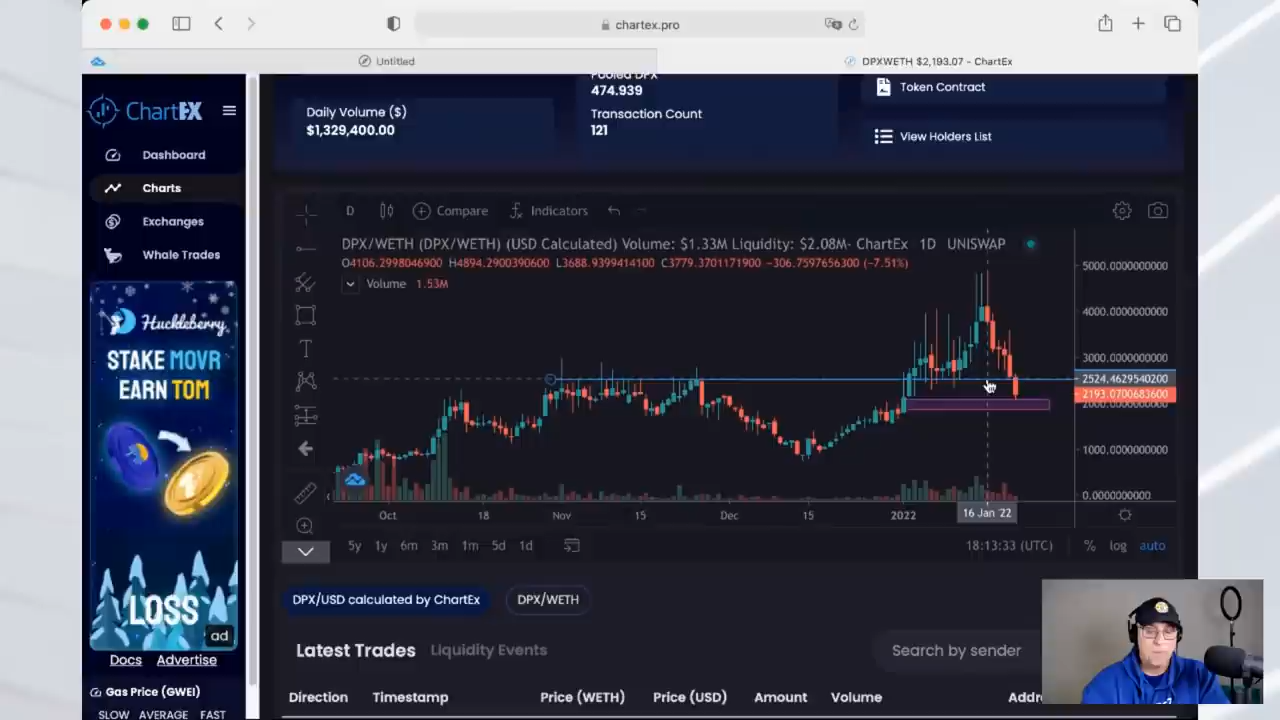 chartex.pro
Untitled
DPXWETH $2,193.07 - ChartEx
ChartEX
Dashboard
Charts
Exchanges
Whale Trades
Huckleberry
STAKE MOVR
EARN TOM
LOSS
ad
Docs Advertise
Gas Price (GWEI)
SLOW AVERAGE FAST
Daily Volume ($)
$1,329,400.00
Pooled DPX
474.939
Transaction Count
121
Token Contract
View Holders List
D Compare Indicators
DPX/WETH (DPX/WETH) (USD Calculated) Volume: $1.33M Liquidity: $2.08M· ChartEx 1D UNISWAP
O4106.2998046900 H4894.2900390600 L3688.9399414100 C3779.3701171900 −306.7597656300 (−7.51%)
Volume 1.53M
5000.0000000000
4000.0000000000
3000.0000000000
2524.4629540200
2193.0700683600
2000.0000000000
1000.0000000000
0.0000000000
Oct 18 Nov 15 Dec 15 2022 16 Jan '22
5y 1y 6m 3m 1m 5d 1d
18:13:33 (UTC) % log auto
DPX/USD calculated by ChartEx
DPX/WETH
Latest Trades Liquidity Events
Search by sender
Direction Timestamp Price (WETH) Price (USD) Amount Volume